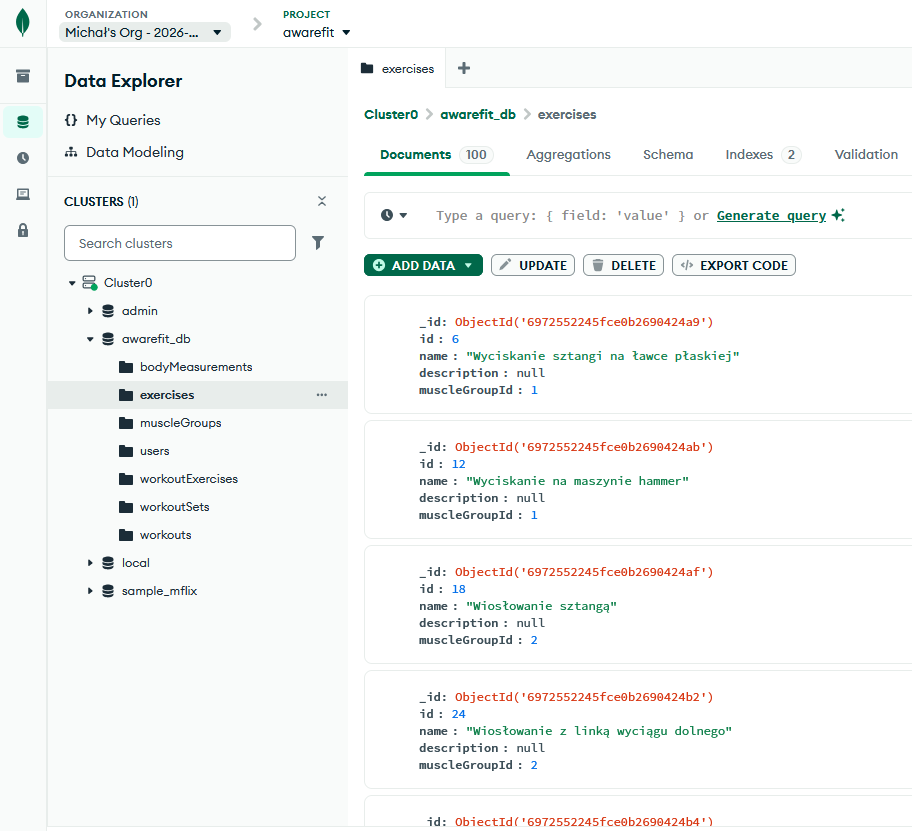 ORGANIZATION
Michał's Org - 2026-...
PROJECT
awarefit
Data Explorer
My Queries
Data Modeling
CLUSTERS (1)
Search clusters
Cluster0
admin
awarefit_db
bodyMeasurements
exercises
muscleGroups
users
workoutExercises
workoutSets
workouts
local
sample_mflix
exercises
Cluster0 > awarefit_db > exercises
Documents 100 Aggregations Schema Indexes 2 Validation
Type a query: { field: 'value' } or Generate query
ADD DATA UPDATE DELETE EXPORT CODE
_id: ObjectId('6972552245fce0b2690424a9')
id : 6
name : "Wyciskanie sztangi na ławce płaskiej"
description : null
muscleGroupId : 1
_id: ObjectId('6972552245fce0b2690424ab')
id : 12
name : "Wyciskanie na maszynie hammer"
description : null
muscleGroupId : 1
_id: ObjectId('6972552245fce0b2690424af')
id : 18
name : "Wiosłowanie sztangą"
description : null
muscleGroupId : 2
_id: ObjectId('6972552245fce0b2690424b2')
id : 24
name : "Wiosłowanie z linką wyciągu dolnego"
description : null
muscleGroupId : 2
_id: ObjectId('6972552245fce0b2690424b4')